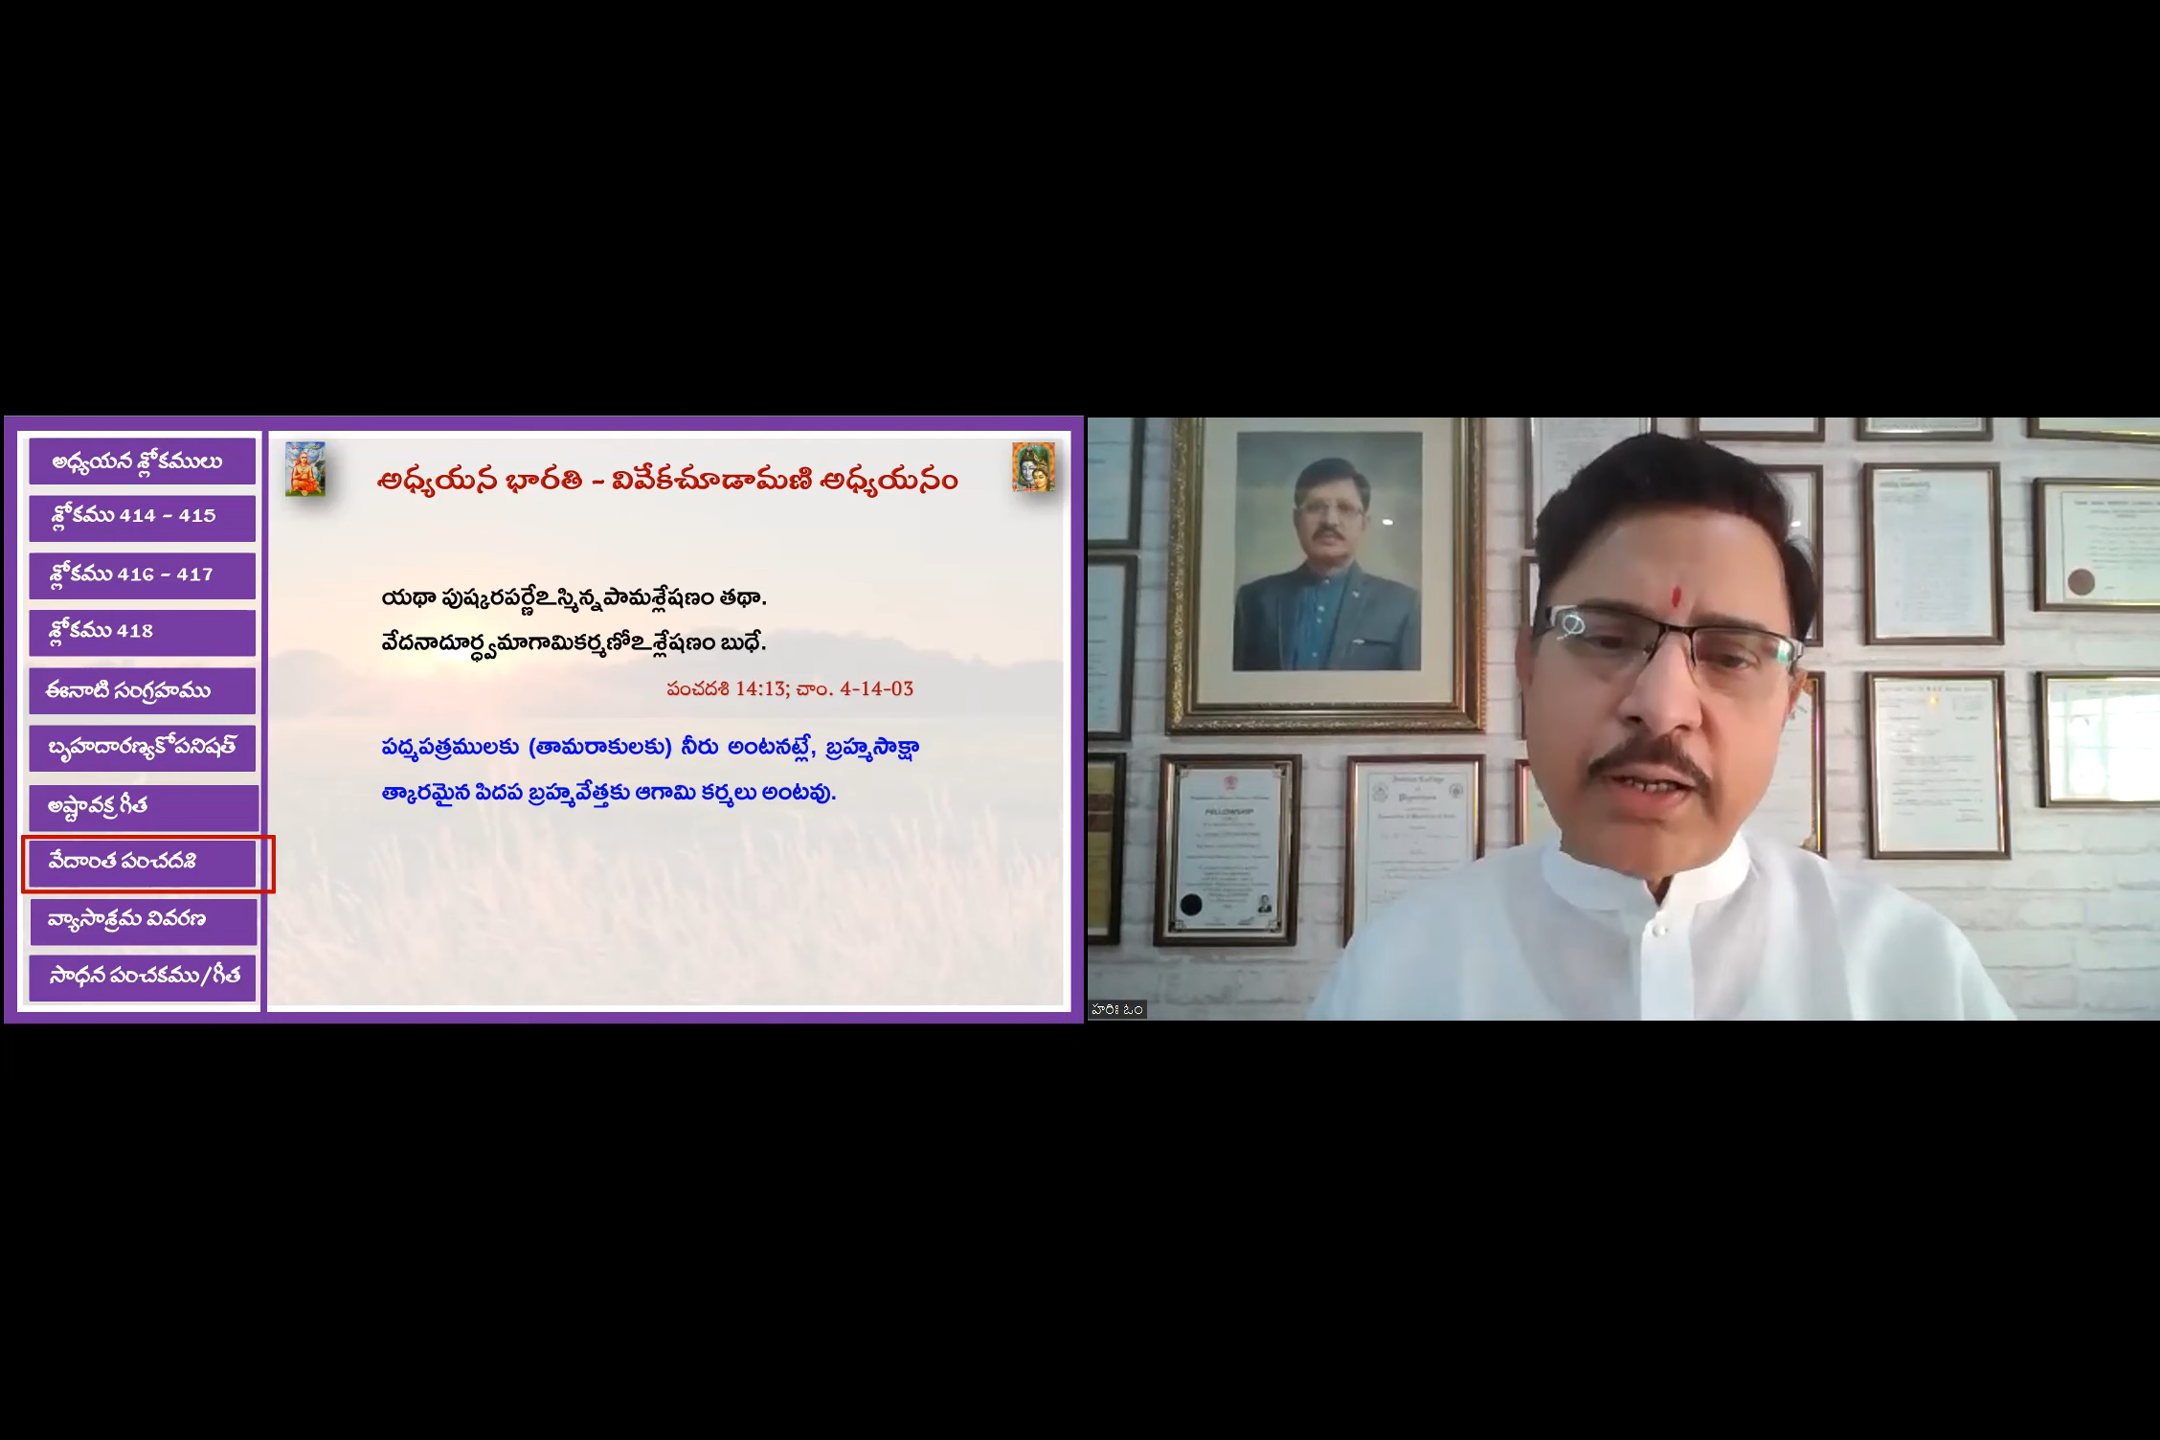 అధ్యయన శ్లోకములు
శ్లోకము 414 - 415
శ్లోకము 416 - 417
శ్లోకము 418
ఈనాటి సంగ్రహము
బృహదారణ్యకోపనిషత్
అష్టావక్ర గీత
వేదాంత పంచదశి
వ్యాసాశ్రమ వివరణ
సాధన పంచకము/గీత
అధ్యయన భారతి - వివేకచూడామణి అధ్యయనం
యథా పుష్కరపర్ణేఽస్మిన్నపామశ్లేషణం తథా.
వేదనాదూర్ధ్వమాగామికర్మణోఽశ్లేషణం బుధే.
పంచదశి 14:13; చాం. 4-14-03
పద్మపత్రములకు (తామరాకులకు) నీరు అంటనట్లే, బ్రహ్మసాక్షా
త్కారమైన పిదప బ్రహ్మవేత్తకు ఆగామి కర్మలు అంటవు.
FELLOWSHIP
హరిః ఓం